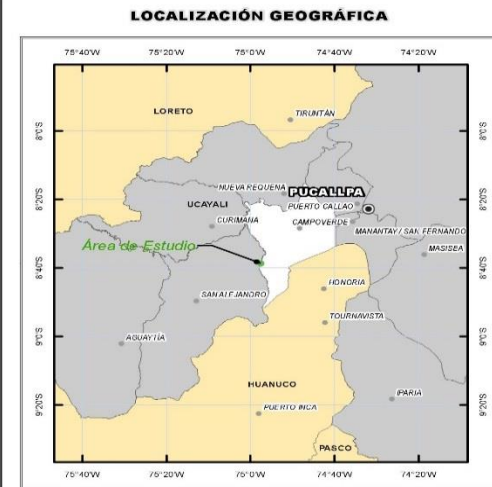 LOCALIZACIÓN GEOGRÁFICA
75°40'W 75°20'W 75°0'W 74°40'W 74°20'W
LORETO
TIRUNTÁN
8°0'S 8°0'S
NUEVA REQUENA
PUCALLPA
8°20'S 8°20'S
UCAYALI
PUERTO CALLAO
CURIMANA
CAMPOVERDE
MANANTAY / SAN FERNANDO
Área de Estudio
MASISEA
8°40'S 8°40'S
HONORIA
SAN ALEJANDRO
TOURNAVISTA
9°0'S 9°0'S
AGUAYTÍA
HUANUCO
IPARIA
9°20'S 9°20'S
PUERTO INCA
PASCO
75°40'W 75°20'W 75°0'W 74°40'W 74°20'W